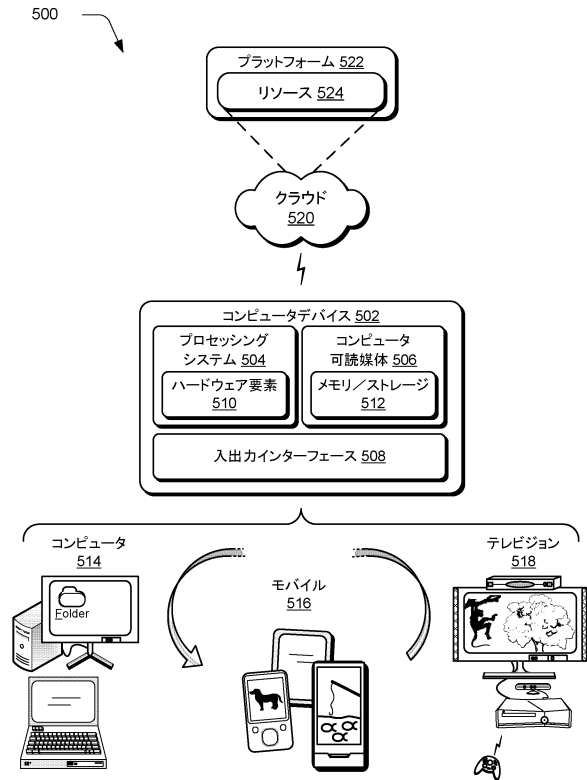 500
プラットフォーム 522
リソース 524
クラウド
520
コンピュータデバイス 502
プロセッシング
システム 504
ハードウェア要素
510
コンピュータ
可読媒体 506
メモリ／ストレージ
512
入出力インターフェース 508
コンピュータ
514
Folder
モバイル
516
テレビジョン
518